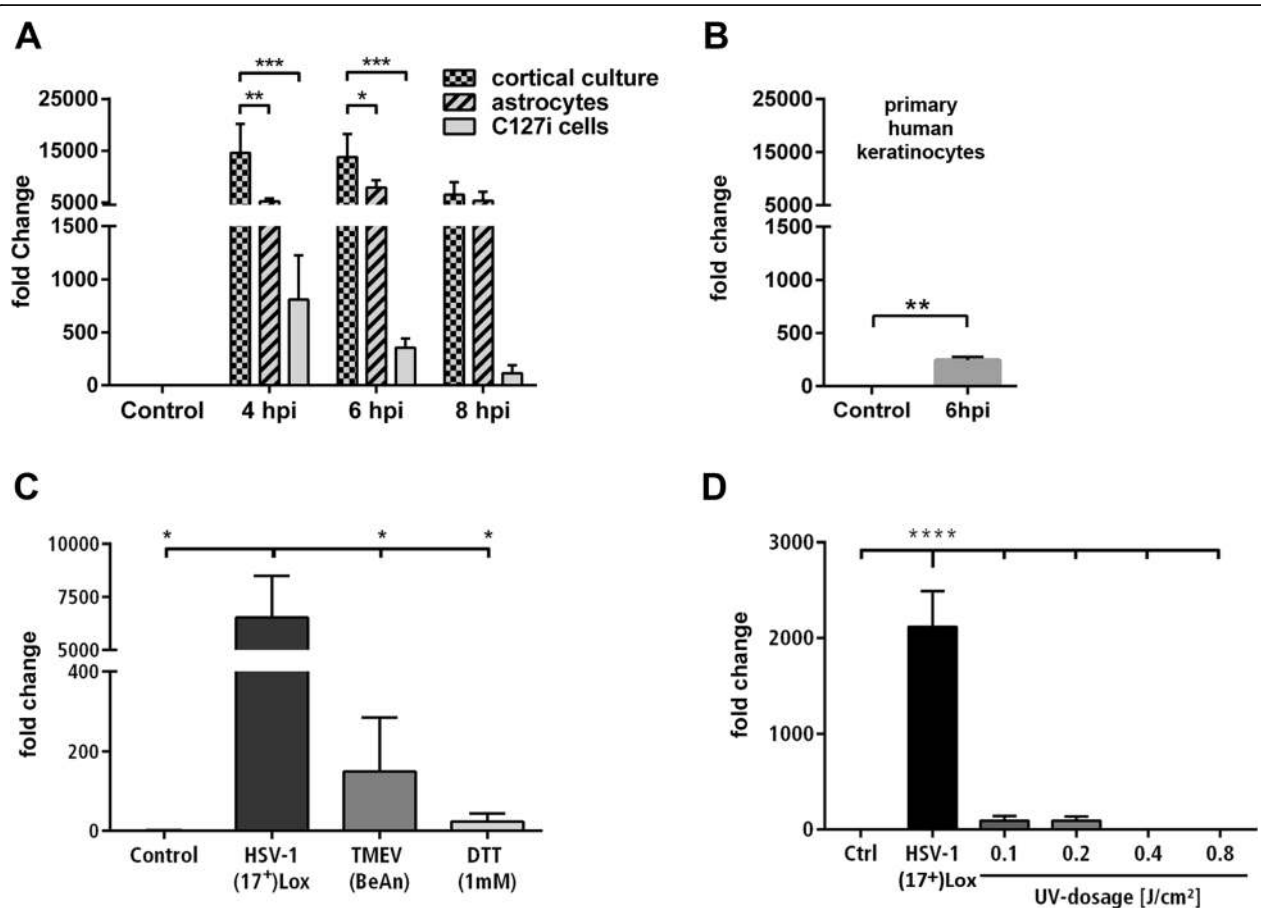 A
*** ***
** *
cortical culture
astrocytes
C127i cells
fold Change
25000
15000
5000
1500
1000
500
0
Control 4 hpi 6 hpi 8 hpi
B
primary
human
keratinocytes
fold change
25000
15000
5000
1500
1000
500
0
**
Control 6hpi
C
* * *
fold change
10000
7500
5000
400
200
0
Control HSV-1 TMEV DTT
(17⁺)Lox (BeAn) (1mM)
D
****
fold change
3000
2000
1000
0
Ctrl HSV-1 0.1 0.2 0.4 0.8
(17+)Lox UV-dosage [J/cm²]